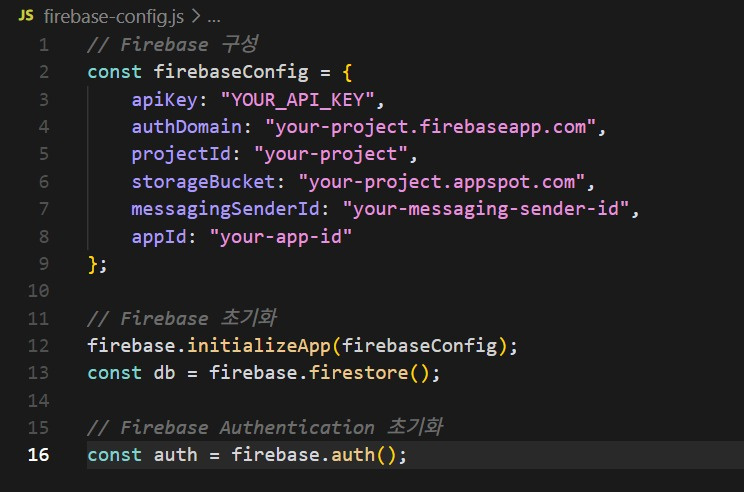 JS firebase-config.js > ...
1 // Firebase 구성
2 const firebaseConfig = {
3     apiKey: "YOUR_API_KEY",
4     authDomain: "your-project.firebaseapp.com",
5     projectId: "your-project",
6     storageBucket: "your-project.appspot.com",
7     messagingSenderId: "your-messaging-sender-id",
8     appId: "your-app-id"
9 };
10
11 // Firebase 초기화
12 firebase.initializeApp(firebaseConfig);
13 const db = firebase.firestore();
14
15 // Firebase Authentication 초기화
16 const auth = firebase.auth();